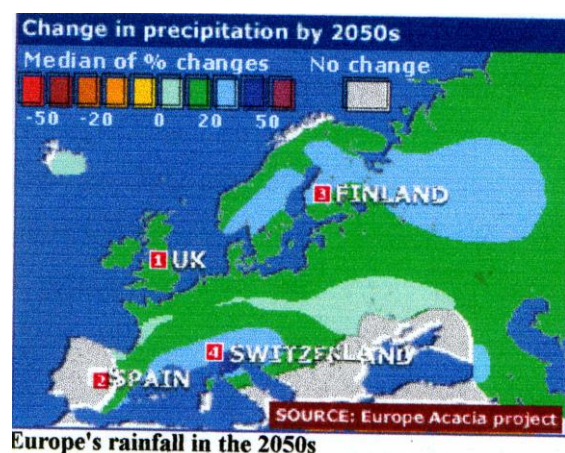 Change in precipitation by 2050s
Median of % changes No change
-50 -20 0 20 50
3 FINLAND
1 UK
4 SWITZERLAND
2 SPAIN
SOURCE: Europe Acacia project
Europe's rainfall in the 2050s